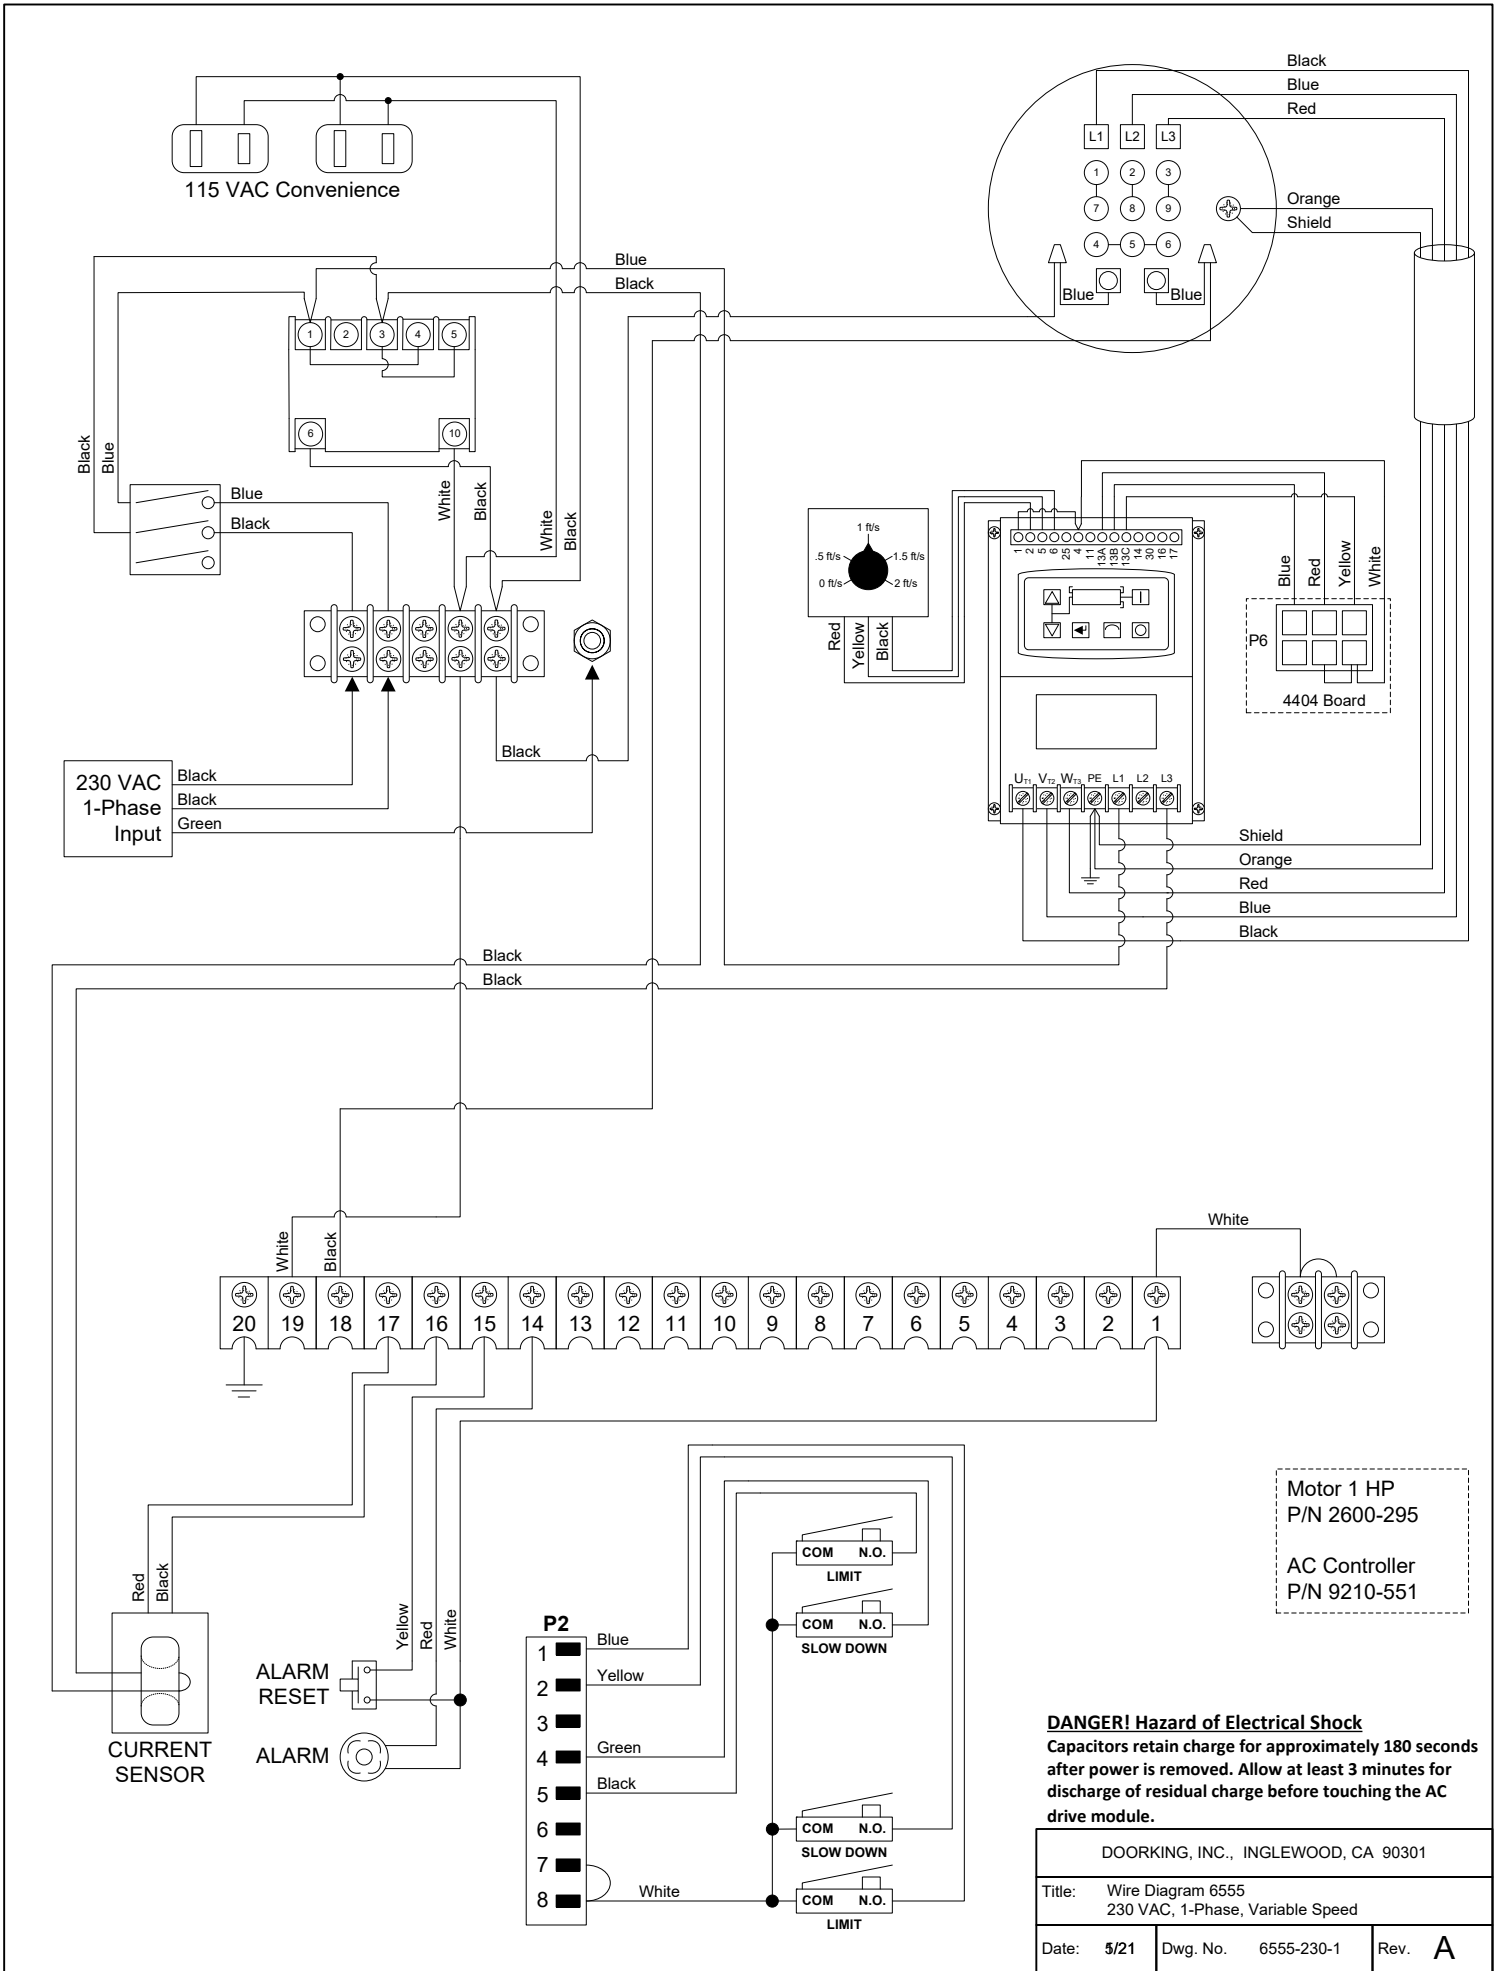 Black
Blue
Red
L1 L2 L3
1 2 3
7 8 9
4 5 6
Orange
Shield
Blue Blue
115 VAC Convenience
Blue
Black
1 2 3 4 5
6 10
Black
Blue
White
Black
White
Black
Blue
Black
1 ft/s
.5 ft/s 1.5 ft/s
0 ft/s 2 ft/s
Red
Yellow
Black
1 2 5 6 25 4 11 13A 13B 13C 14 30 16 17
Blue
Red
Yellow
White
P6
4404 Board
Black
230 VAC
1-Phase
Input
Black
Black
Green
UT1 VT2 WT3 PE L1 L2 L3
Shield
Orange
Red
Blue
Black
Black
Black
White
Black
White
20 19 18 17 16 15 14 13 12 11 10 9 8 7 6 5 4 3 2 1
Red
Black
CURRENT
SENSOR
Yellow
Red
White
ALARM
RESET
ALARM
P2
1 Blue
2 Yellow
3
4 Green
5 Black
6
7
8 White
COM N.O.
LIMIT
COM N.O.
SLOW DOWN
COM N.O.
SLOW DOWN
COM N.O.
LIMIT
Motor 1 HP
P/N 2600-295
AC Controller
P/N 9210-551
DANGER! Hazard of Electrical Shock
Capacitors retain charge for approximately 180 seconds
after power is removed. Allow at least 3 minutes for
discharge of residual charge before touching the AC
drive module.
DOORKING, INC., INGLEWOOD, CA 90301
Title: Wire Diagram 6555
230 VAC, 1-Phase, Variable Speed
Date: 5/21 Dwg. No. 6555-230-1 Rev. A